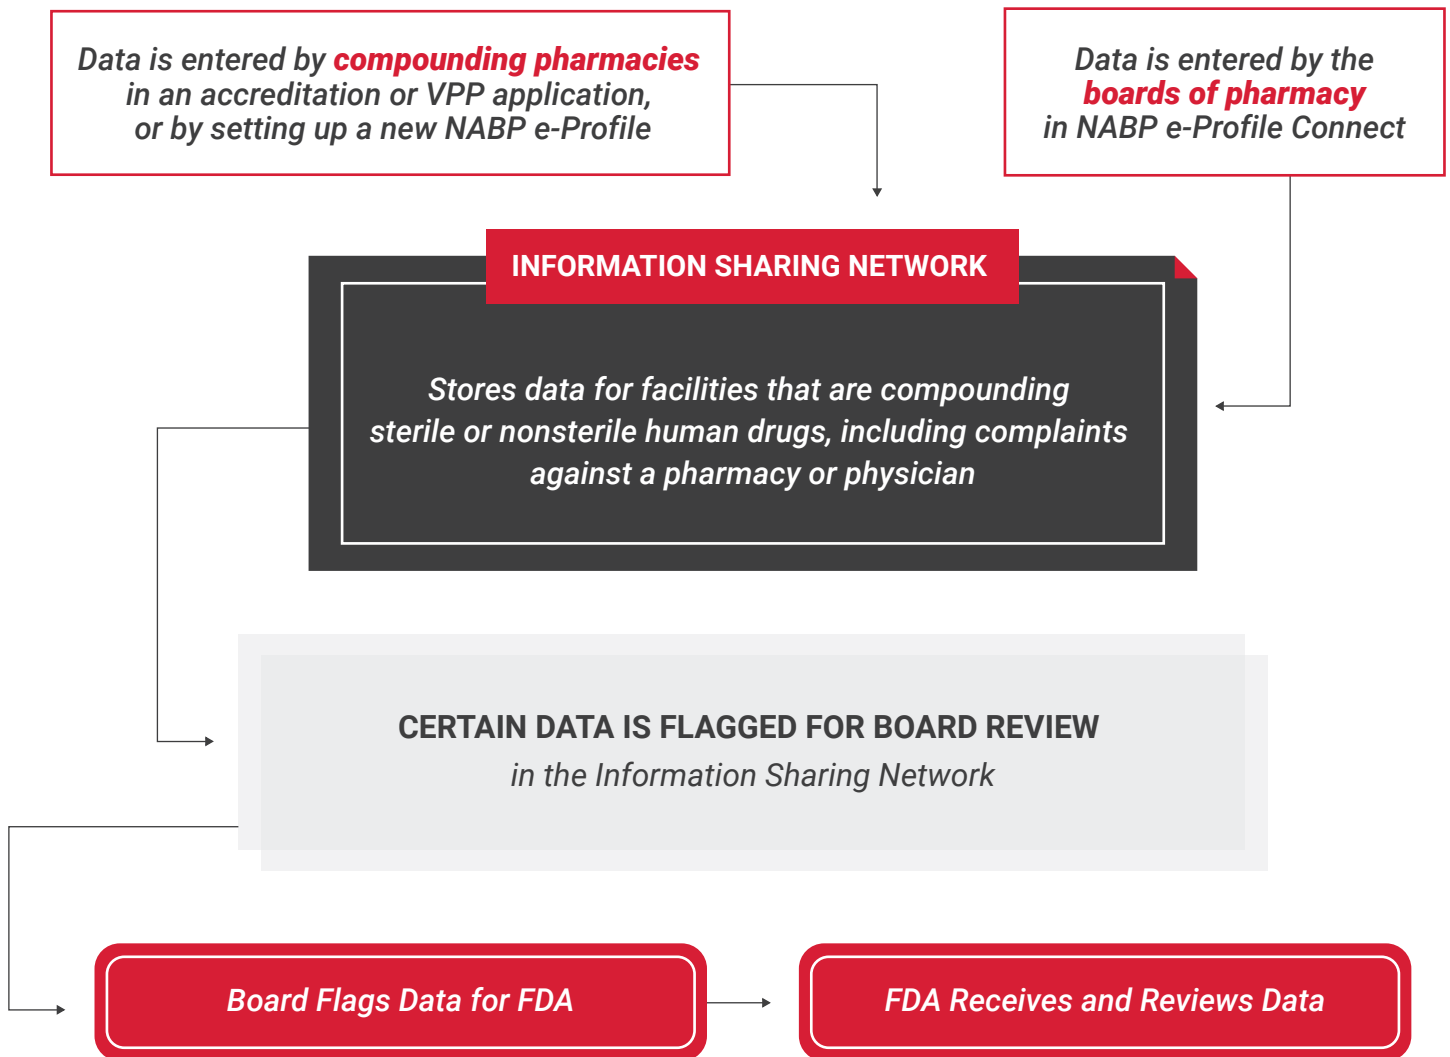 Data is entered by compounding pharmacies
in an accreditation or VPP application,
or by setting up a new NABP e-Profile
Data is entered by the
boards of pharmacy
in NABP e-Profile Connect
INFORMATION SHARING NETWORK
Stores data for facilities that are compounding
sterile or nonsterile human drugs, including complaints
against a pharmacy or physician
CERTAIN DATA IS FLAGGED FOR BOARD REVIEW
in the Information Sharing Network
Board Flags Data for FDA
FDA Receives and Reviews Data